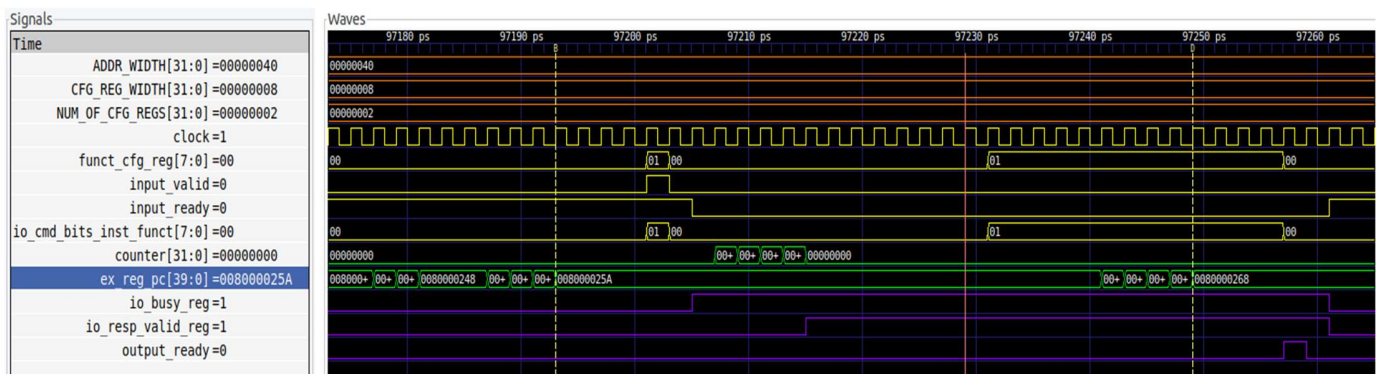 Signals
Waves
Time
97180 ps 97190 ps 97200 ps 97210 ps 97220 ps 97230 ps 97240 ps 97250 ps 97260 ps
B D
ADDR_WIDTH[31:0] =00000040 00000040
CFG_REG_WIDTH[31:0] =00000008 00000008
NUM_OF_CFG_REGS[31:0] =00000002 00000002
clock =1
funct_cfg_reg[7:0] =00 00 01 00 01 00
input_valid =0
input_ready =0
io_cmd_bits_inst_funct[7:0] =00 00 01 00 01 00
counter[31:0] =00000000 00000000 00+ 00+ 00+ 00+ 00000000
ex_reg_pc[39:0] =008000025A 008000+ 00+ 00+ 0080000248 00+ 00+ 00+ 008000025A 00+ 00+ 00+ 00+ 0080000268
io_busy_reg =1
io_resp_valid_reg =1
output_ready =0